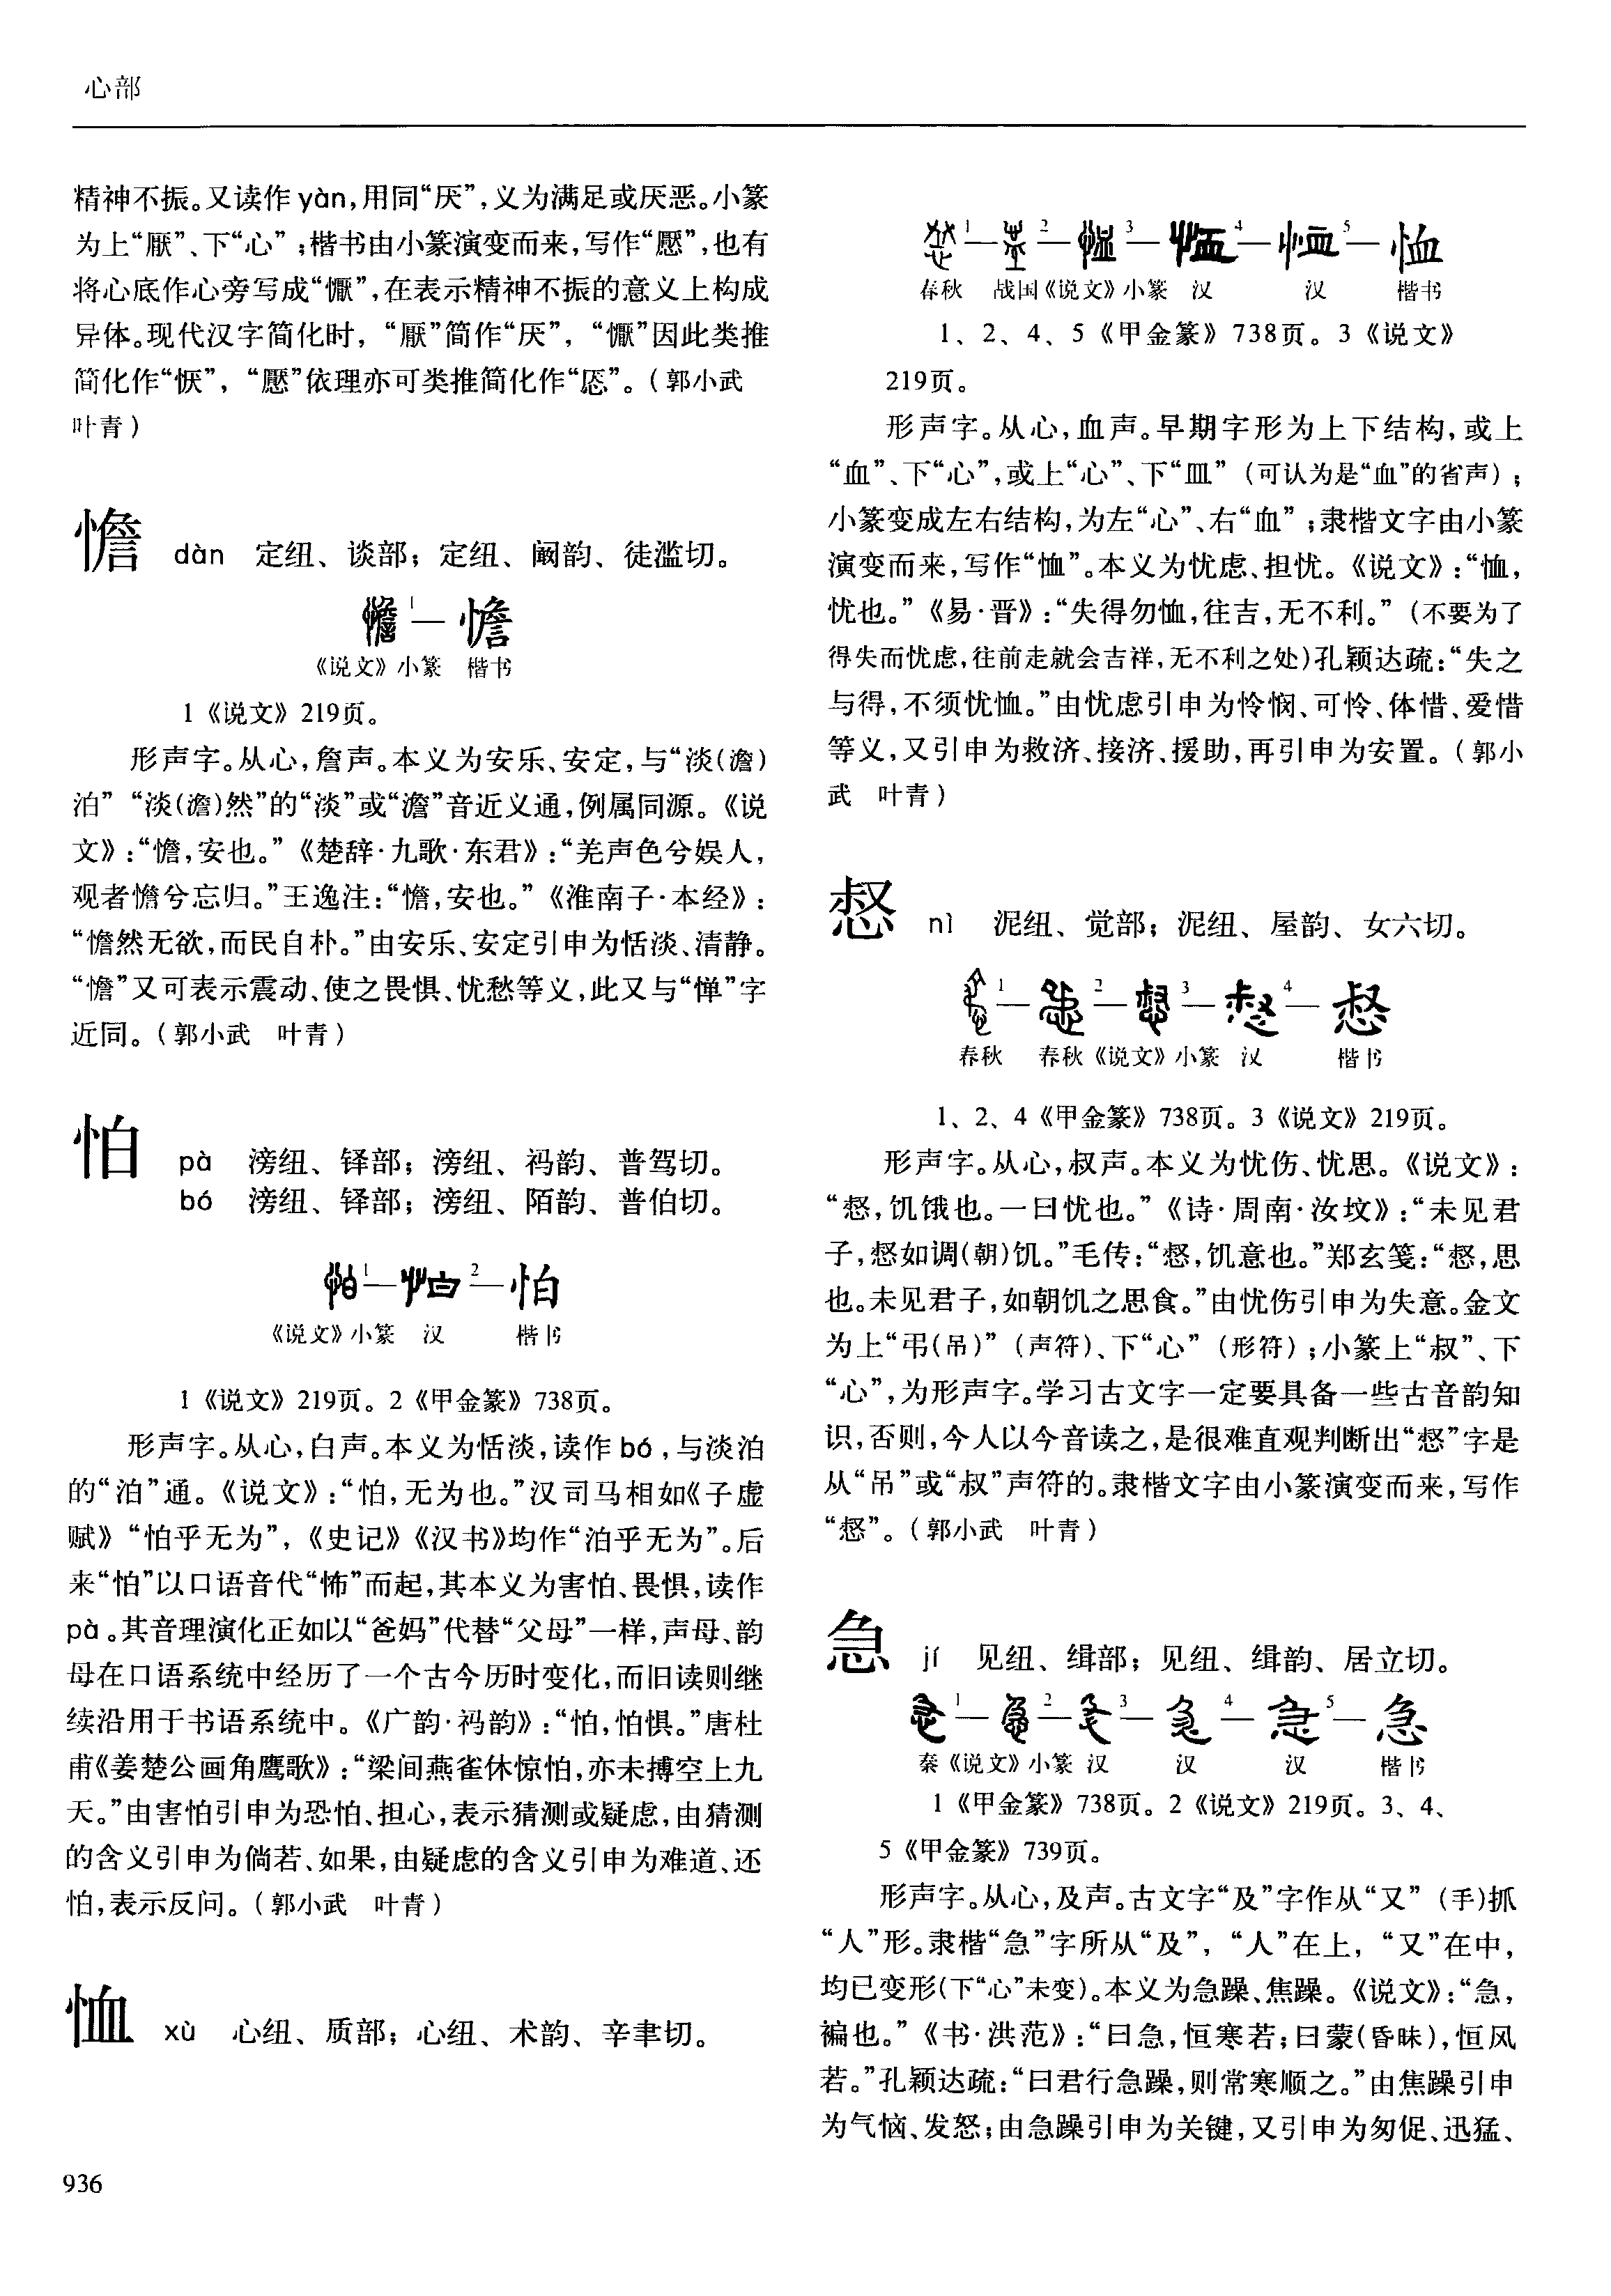 心部
精神不振。又读作yàn,用同“厌”,义为满足或厌恶。小篆
为上“厭”、下“心”;楷书由小篆演变而来,写作“懕”,也有
将心底作心旁写成“懨”,在表示精神不振的意义上构成
异体。现代汉字简化时,“厭”简作“厌”,“懨”因此类推
简化作“恹”,“懕”依理亦可类推简化作“恹”。(郭小武
叶青)
憺 dàn 定纽、谈部;定纽、阚韵、徒滥切。
1— 憺
《说文》小篆 楷书
1《说文》219页。
形声字。从心,詹声。本义为安乐、安定,与“淡(澹)
泊”“淡(澹)然”的“淡”或“澹”音近义通,例属同源。《说
文》:“憺,安也。”《楚辞·九歌·东君》:“羌声色兮娱人,
观者憺兮忘归。”王逸注:“憺,安也。”《淮南子·本经》:
“憺然无欲,而民自朴。”由安乐、安定引申为恬淡、清静。
“憺”又可表示震动、使之畏惧、忧愁等义,此又与“惮”字
近同。(郭小武 叶青)
怕 pà 滂纽、铎部;滂纽、祃韵、普驾切。
bó 滂纽、铎部;滂纽、陌韵、普伯切。
1— 2— 怕
《说文》小篆 汉 楷书
1《说文》219页。2《甲金篆》738页。
形声字。从心,白声。本义为恬淡,读作bó,与淡泊
的“泊”通。《说文》:“怕,无为也。”汉司马相如《子虚
赋》“怕乎无为”,《史记》《汉书》均作“泊乎无为”。后
来“怕”以口语音代“怖”而起,其本义为害怕、畏惧,读作
pà。其音理演化正如以“爸妈”代替“父母”一样,声母、韵
母在口语系统中经历了一个古今历时变化,而旧读则继
续沿用于书语系统中。《广韵·祃韵》:“怕,怕惧。”唐杜
甫《姜楚公画角鹰歌》:“梁间燕雀休惊怕,亦未搏空上九
天。”由害怕引申为恐怕、担心,表示猜测或疑虑,由猜测
的含义引申为倘若、如果,由疑虑的含义引申为难道、还
怕,表示反问。(郭小武 叶青)
恤 xù 心纽、质部;心纽、术韵、辛聿切。
1— 2— 3— 4— 5— 恤
春秋 战国《说文》小篆 汉 汉 楷书
1、2、4、5《甲金篆》738页。3《说文》
219页。
形声字。从心,血声。早期字形为上下结构,或上
“血”、下“心”,或上“心”、下“皿”(可认为是“血”的省声);
小篆变成左右结构,为左“心”、右“血”;隶楷文字由小篆
演变而来,写作“恤”。本义为忧虑、担忧。《说文》:“恤,
忧也。”《易·晋》:“失得勿恤,往吉,无不利。”(不要为了
得失而忧虑,往前走就会吉祥,无不利之处)孔颖达疏:“失之
与得,不须忧恤。”由忧虑引申为怜悯、可怜、体惜、爱惜
等义,又引申为救济、接济、援助,再引申为安置。(郭小
武 叶青)
惄 nì 泥纽、觉部;泥纽、屋韵、女六切。
1— 2— 3— 4— 惄
春秋 春秋《说文》小篆 汉 楷书
1、2、4《甲金篆》738页。3《说文》219页。
形声字。从心,叔声。本义为忧伤、忧思。《说文》:
“惄,饥饿也。一曰忧也。”《诗·周南·汝坟》:“未见君
子,惄如调(朝)饥。”毛传:“惄,饥意也。”郑玄笺:“惄,思
也。未见君子,如朝饥之思食。”由忧伤引申为失意。金文
为上“弔(吊)”(声符)、下“心”(形符);小篆上“叔”、下
“心”,为形声字。学习古文字一定要具备一些古音韵知
识,否则,今人以今音读之,是很难直观判断出“惄”字是
从“吊”或“叔”声符的。隶楷文字由小篆演变而来,写作
“惄”。(郭小武 叶青)
急 jí 见纽、缉部;见纽、缉韵、居立切。
1— 2— 3— 4— 5— 急
秦《说文》小篆 汉 汉 汉 楷书
1《甲金篆》738页。2《说文》219页。3、4、
5《甲金篆》739页。
形声字。从心,及声。古文字“及”字作从“又”(手)抓
“人”形。隶楷“急”字所从“及”,“人”在上,“又”在中,
均已变形(下“心”未变)。本义为急躁、焦躁。《说文》:“急,
褊也。”《书·洪范》:“曰急,恒寒若;曰蒙(昏昧),恒风
若。”孔颖达疏:“曰君行急躁,则常寒顺之。”由焦躁引申
为气恼、发怒;由急躁引申为关键,又引申为匆促、迅猛、
936